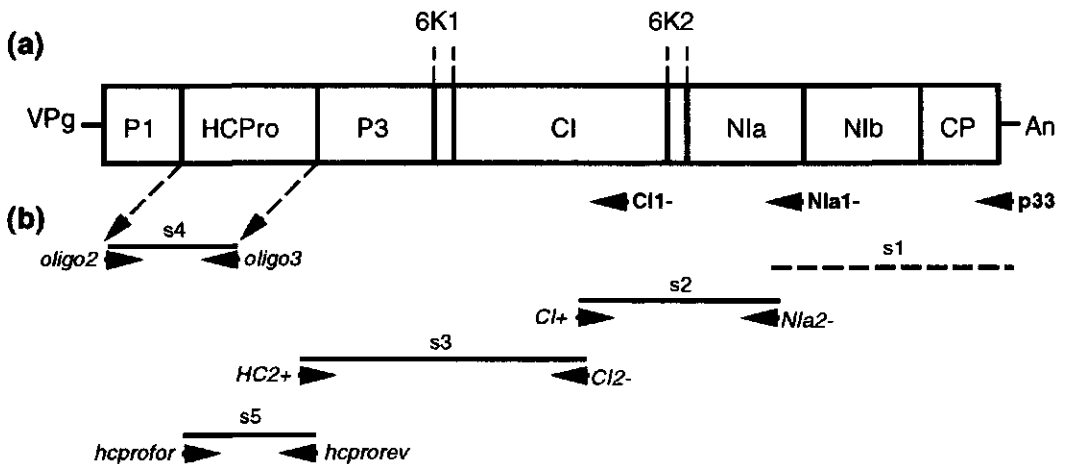 6K1 6K2
(a)
VPg P1 HCPro P3 CI NIa NIb CP An
CI1- NIa1- p33
(b)
s4 s1
oligo2 oligo3
s2
CI+ NIa2-
s3
HC2+ CI2-
s5
hcprofor hcprorev